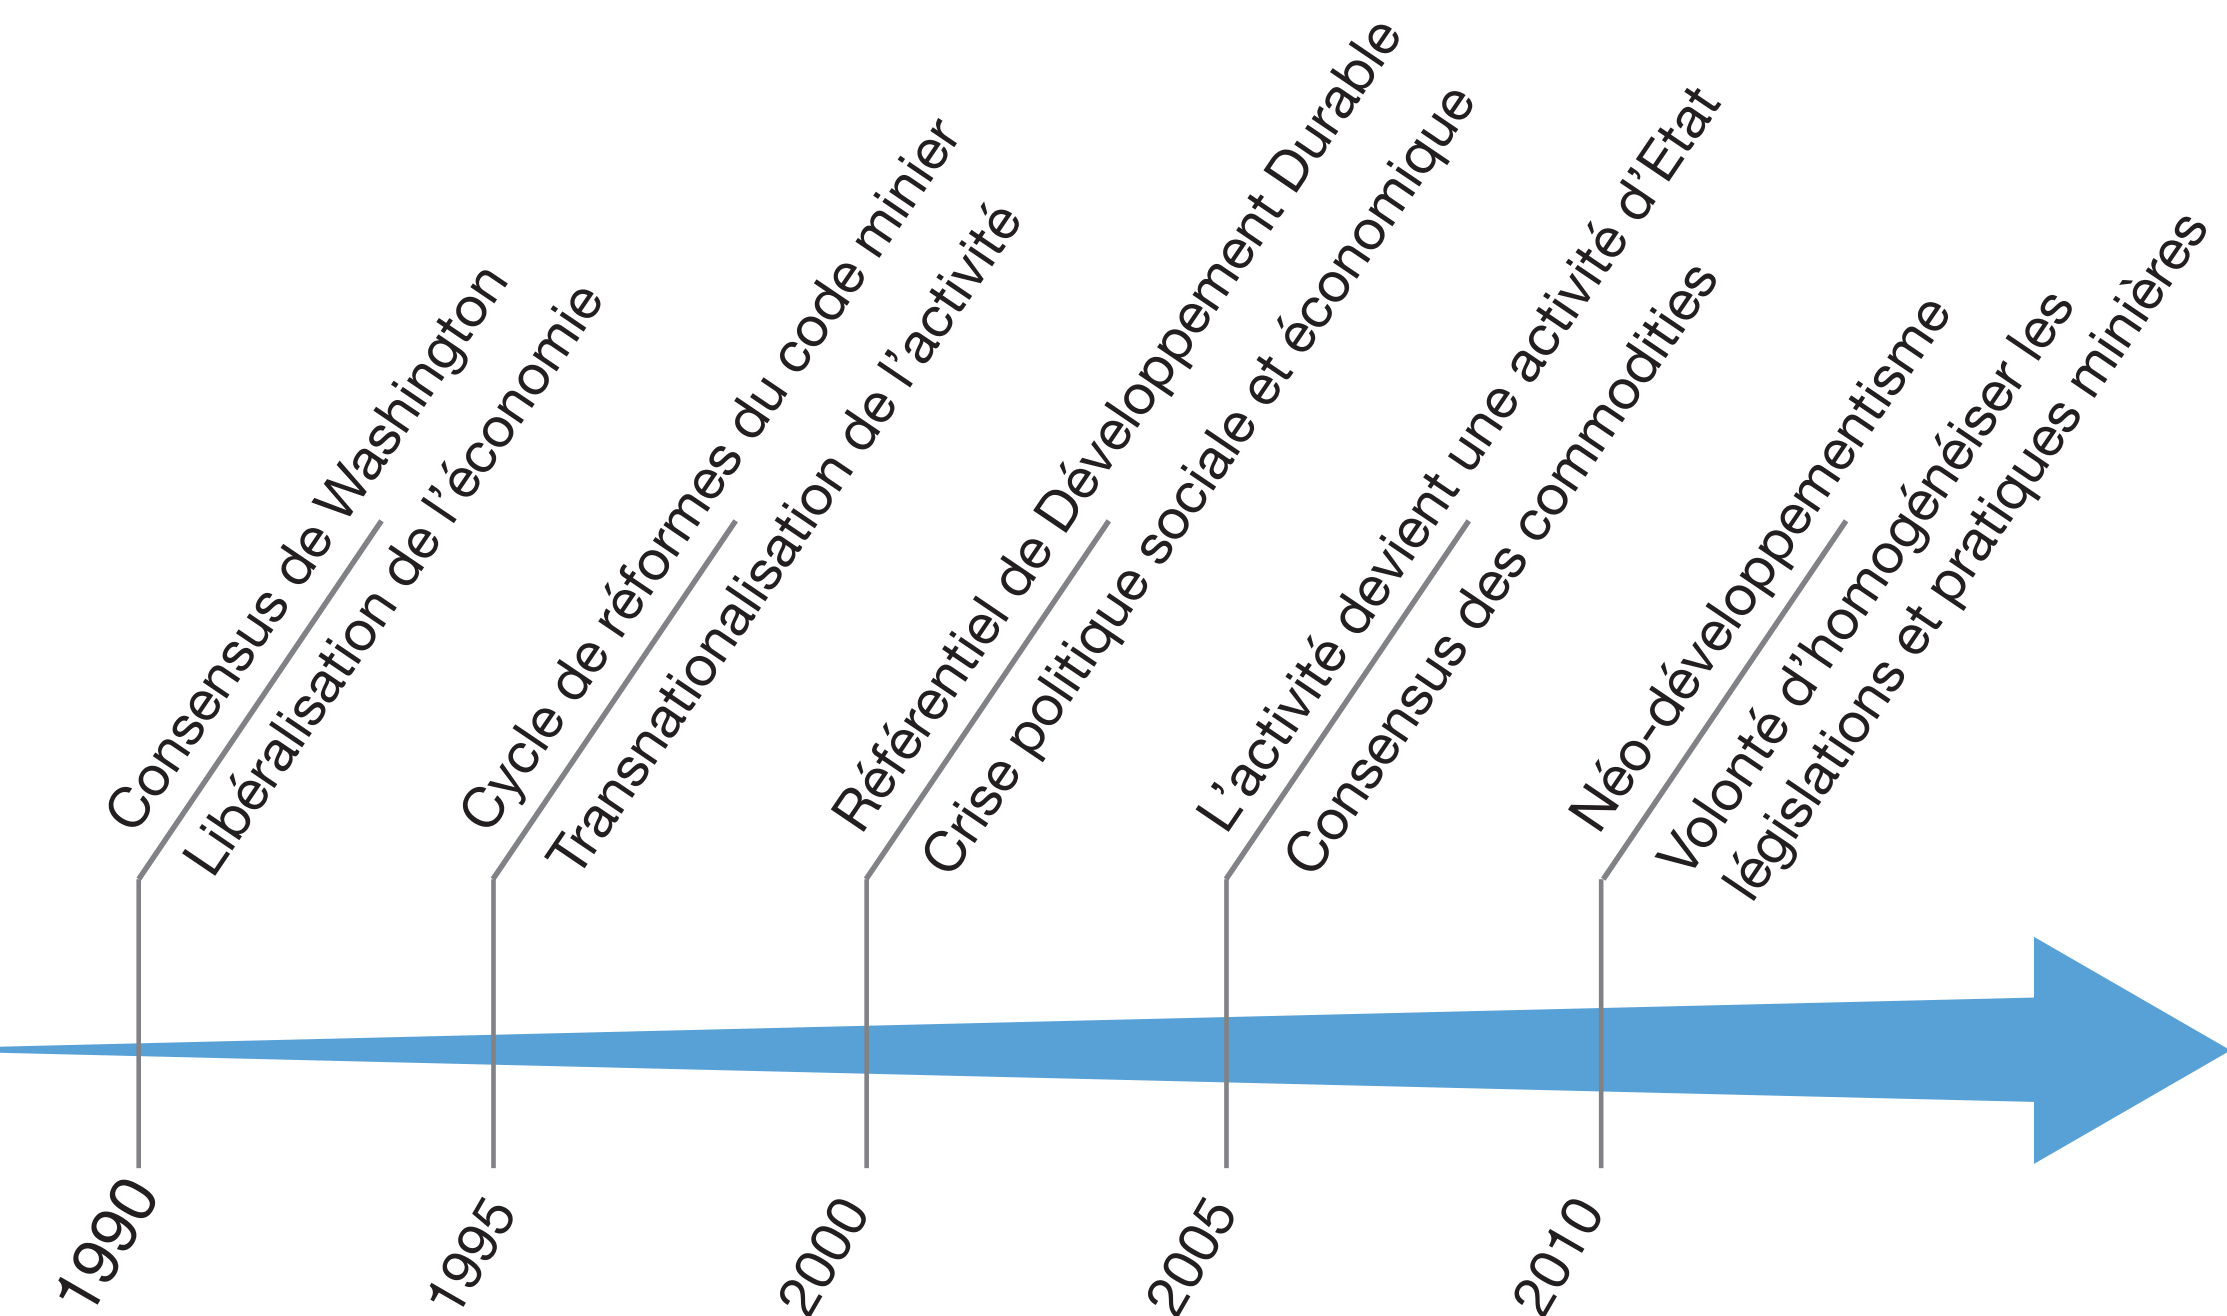 Consensus de Washington
Libéralisation de l'économie
Cycle de réformes du code minier
Transnationalisation de l'activité
Référentiel de Développement Durable
Crise politique sociale et économique
L'activité devient une activité d'Etat
Consensus des commodities
Néo-développementisme
Volonté d'homogénéiser les
législations et pratiques minières
1990
1995
2000
2005
2010